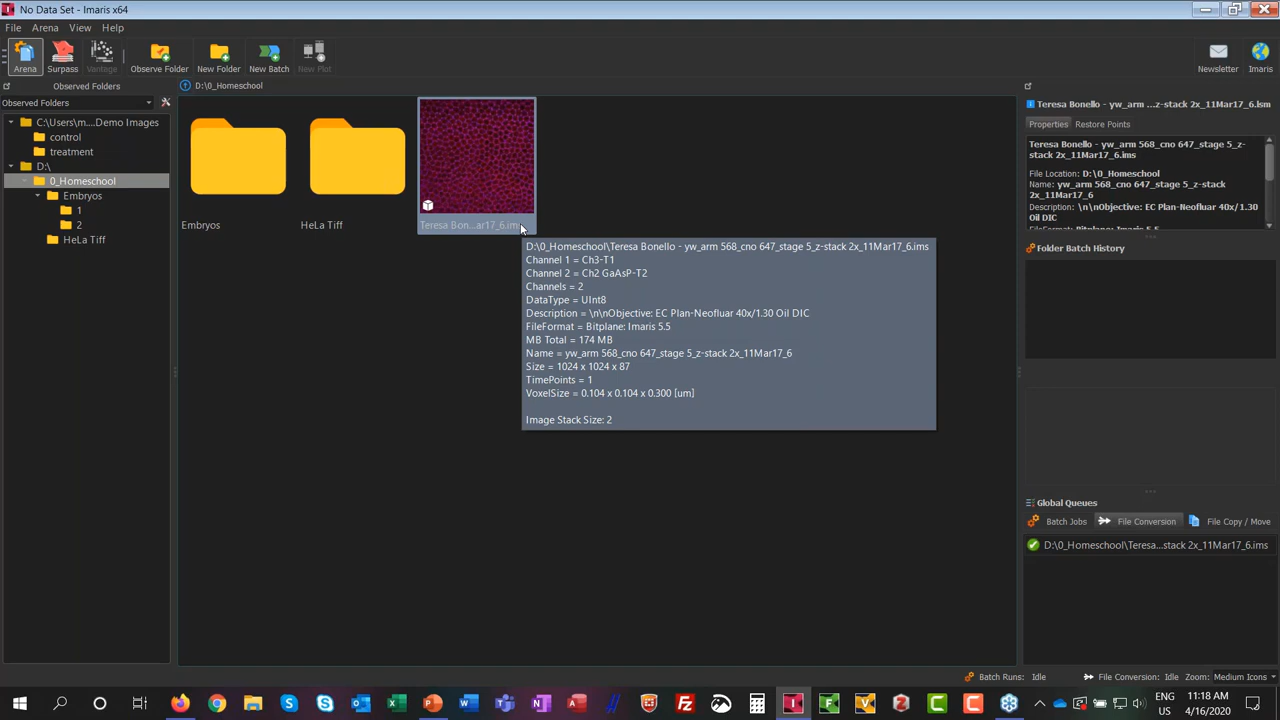 No Data Set - Imaris x64
File Arena View Help
Arena
Surpass
Vantage
Observe Folder
New Folder
New Batch
New Plot
Newsletter
Imaris
Observed Folders
D:\0_Homeschool
Observed Folders
C:\Users\m....Demo Images
control
treatment
D:\
0_Homeschool
Embryos
1
2
HeLa Tiff
Embryos
HeLa Tiff
Teresa Bon...ar17_6.ims
D:\0_Homeschool\Teresa Bonello - yw_arm 568_cno 647_stage 5_z-stack 2x_11Mar17_6.ims
Channel 1 = Ch3-T1
Channel 2 = Ch2 GaAsP-T2
Channels = 2
DataType = UInt8
Description = \n\nObjective: EC Plan-Neofluar 40x/1.30 Oil DIC
FileFormat = Bitplane: Imaris 5.5
MB Total = 174 MB
Name = yw_arm 568_cno 647_stage 5_z-stack 2x_11Mar17_6
Size = 1024 x 1024 x 87
TimePoints = 1
VoxelSize = 0.104 x 0.104 x 0.300 [um]
Image Stack Size: 2
Teresa Bonello - yw_arm ...z-stack 2x_11Mar17_6.lsm
Properties Restore Points
Teresa Bonello - yw_arm 568_cno 647_stage 5_z-
stack 2x_11Mar17_6.ims
File Location: D:\0_Homeschool
Name: yw_arm 568_cno 647_stage 5_z-stack
2x_11Mar17_6
Description: \n\nObjective: EC Plan-Neofluar 40x/1.30
Oil DIC
Folder Batch History
Global Queues
Batch Jobs File Conversion File Copy / Move
D:\0_Homeschool\Teresa...stack 2x_11Mar17_6.ims
Batch Runs: Idle File Conversion: Idle Zoom: Medium Icons
ENG
US
11:18 AM
4/16/2020